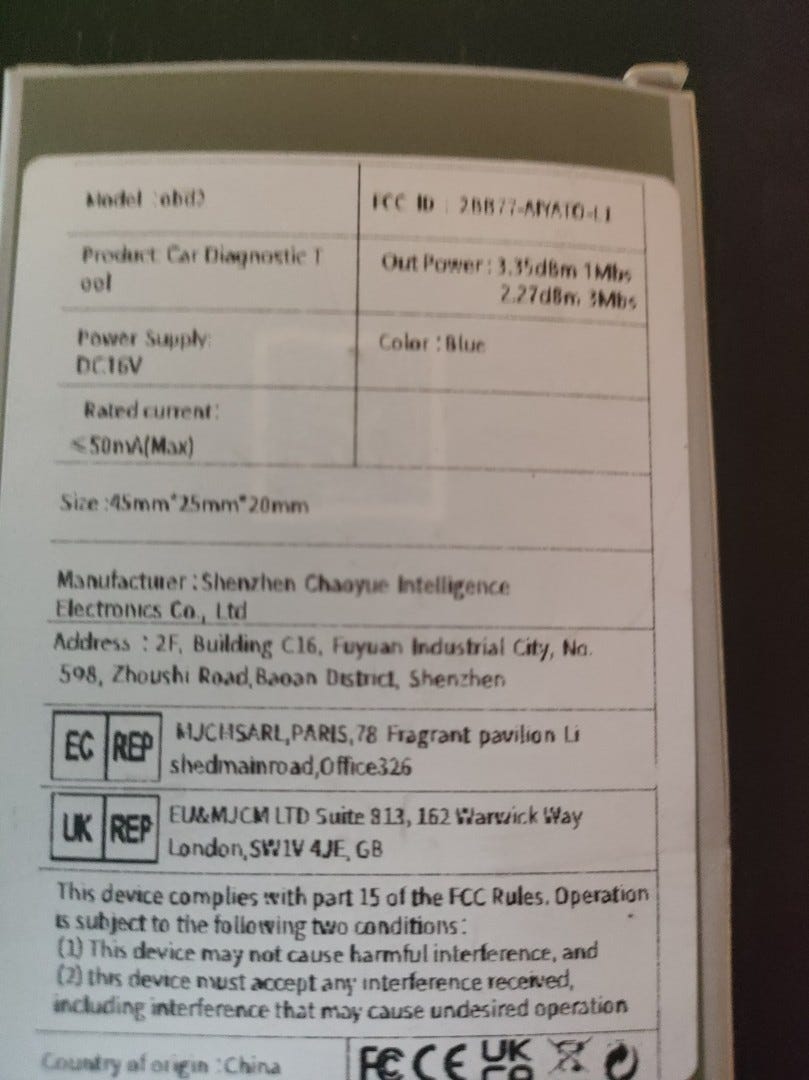 Model :obd2
FCC ID : 2BB77-AIYATO-L1
Product: Car Diagnostic T
ool
Out Power : 3.35dBm 1Mbs
2.27dBm 3Mbs
Power Supply:
DC16V
Color : Blue
Rated current :
≤50mA(Max)
Size :45mm*25mm*20mm
Manufacturer : Shenzhen Chaoyue Intelligence
Electronics Co., Ltd
Address : 2F, Building C16, Fuyuan Industrial City, No.
598, Zhoushi Road,Baoan District, Shenzhen
EC REP
MJCHSARL,PARIS,78 Fragrant pavilion Li
shedmainroad,Office326
UK REP
EU&MJCM LTD Suite 813, 162 Warwick Way
London,SW1V 4JE, GB
This device complies with part 15 of the FCC Rules. Operation
is subject to the following two conditions:
(1) This device may not cause harmful interference, and
(2) this device must accept any interference received,
including interference that may cause undesired operation
Country of origin :China
FC CE UK
CA